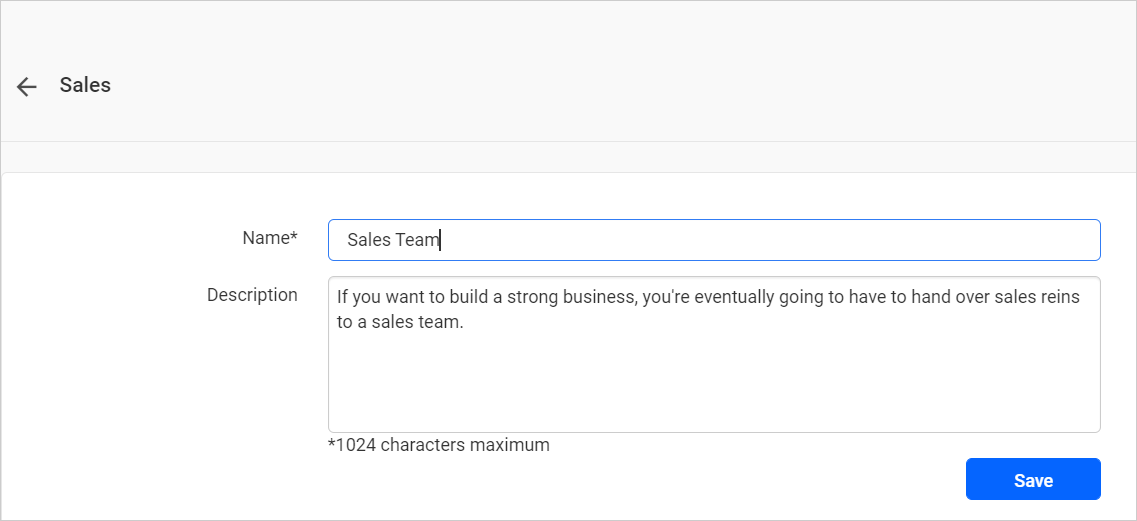 Sales
Name*
Sales Team
Description
If you want to build a strong business, you're eventually going to have to hand over sales reins
to a sales team.
*1024 characters maximum
Save